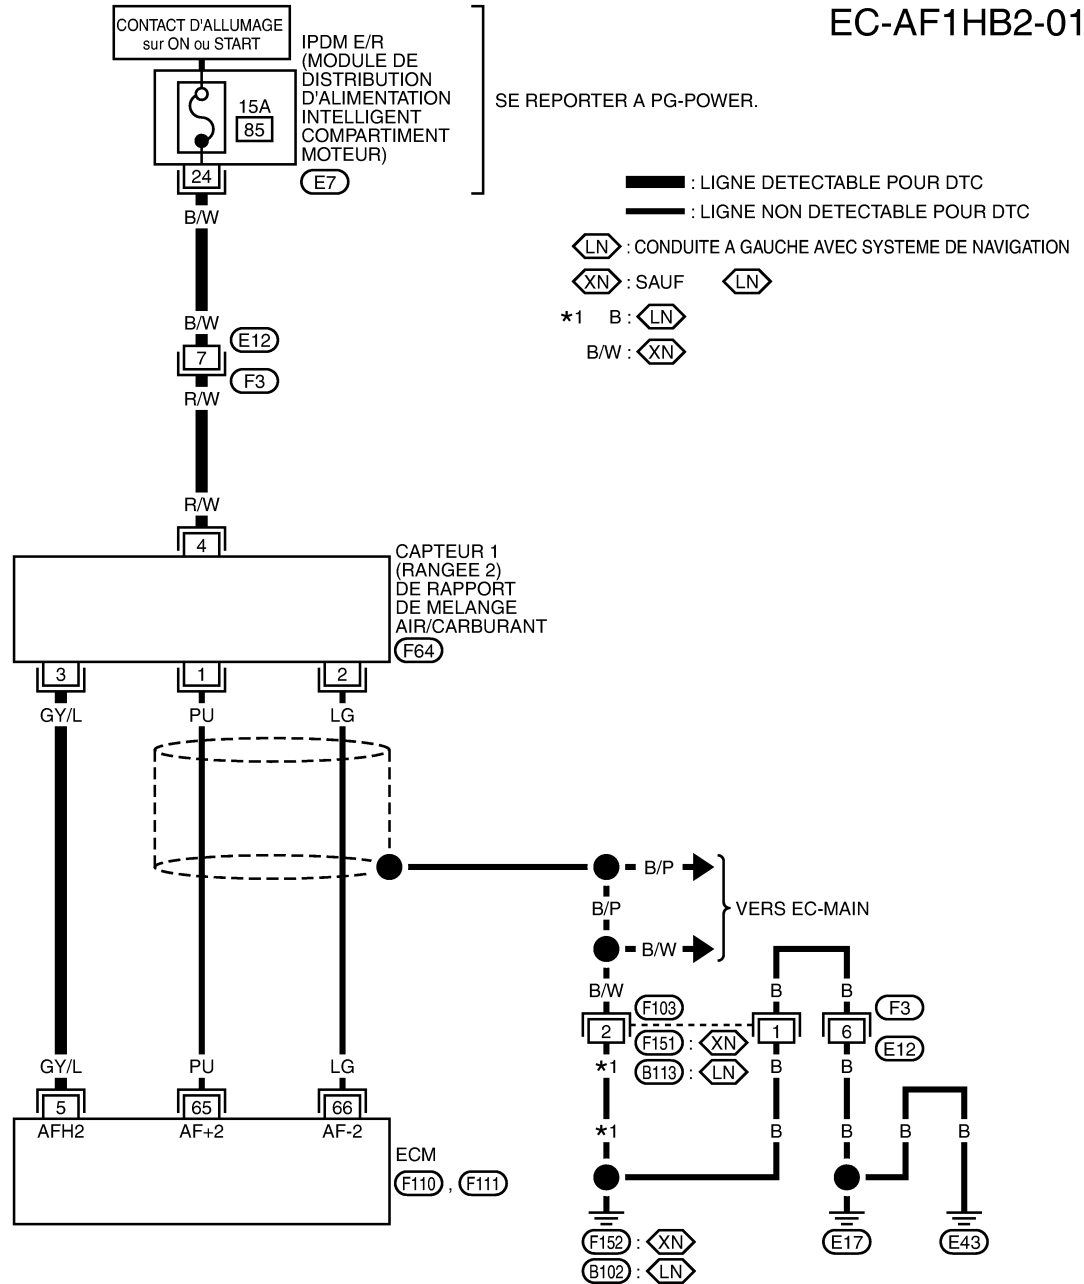 EC-AF1HB2-01
CONTACT D'ALLUMAGE
sur ON ou START
IPDM E/R
(MODULE DE
DISTRIBUTION
D'ALIMENTATION
INTELLIGENT
COMPARTIMENT
MOTEUR)
E7
15A
85
24
SE REPORTER A PG-POWER.
: LIGNE DETECTABLE POUR DTC
: LIGNE NON DETECTABLE POUR DTC
LN : CONDUITE A GAUCHE AVEC SYSTEME DE NAVIGATION
XN : SAUF LN
*1 B : LN
B/W : XN
B/W
B/W
7
E12
F3
R/W
R/W
4
CAPTEUR 1
(RANGEE 2)
DE RAPPORT
DE MELANGE
AIR/CARBURANT
F64
3 1 2
GY/L PU LG
B/P
B/P
VERS EC-MAIN
B/W
B/W B B
F103 F3
2 1 6
F151 : XN E12
B113 : LN
GY/L PU LG *1 B B
5 65 66
AFH2 AF+2 AF-2
*1 B B B B
ECM
F110 , F111
F152 : XN E17 E43
B102 : LN